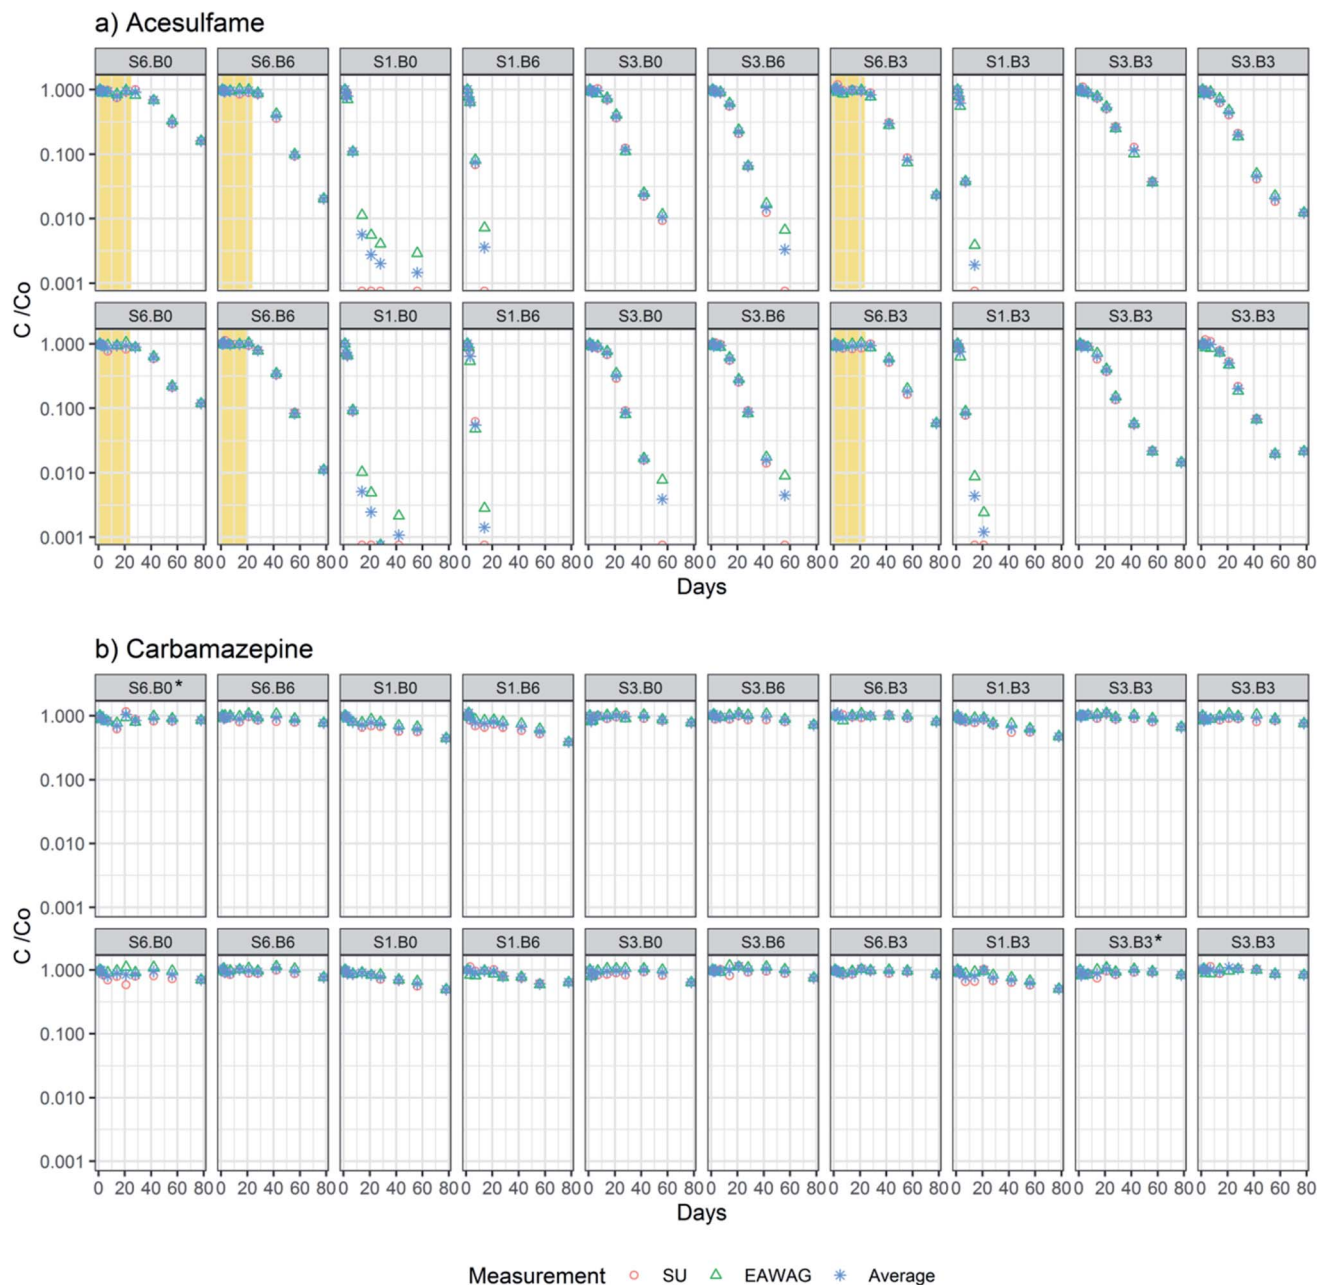 a) Acesulfame
S6.B0 S6.B6 S1.B0 S1.B6 S3.B0 S3.B6 S6.B3 S1.B3 S3.B3 S3.B3
1.000
0.100
0.010
0.001
C /Co
S6.B0 S6.B6 S1.B0 S1.B6 S3.B0 S3.B6 S6.B3 S1.B3 S3.B3 S3.B3
1.000
0.100
0.010
0.001
0 20 40 60 80 0 20 40 60 80 0 20 40 60 80 0 20 40 60 80 0 20 40 60 80 0 20 40 60 80 0 20 40 60 80 0 20 40 60 80 0 20 40 60 80 0 20 40 60 80
Days
b) Carbamazepine
S6.B0* S6.B6 S1.B0 S1.B6 S3.B0 S3.B6 S6.B3 S1.B3 S3.B3 S3.B3
1.000
0.100
0.010
0.001
C /Co
S6.B0 S6.B6 S1.B0 S1.B6 S3.B0 S3.B6 S6.B3 S1.B3 S3.B3* S3.B3
1.000
0.100
0.010
0.001
0 20 40 60 80 0 20 40 60 80 0 20 40 60 80 0 20 40 60 80 0 20 40 60 80 0 20 40 60 80 0 20 40 60 80 0 20 40 60 80 0 20 40 60 80 0 20 40 60 80
Days
Measurement SU EAWAG Average